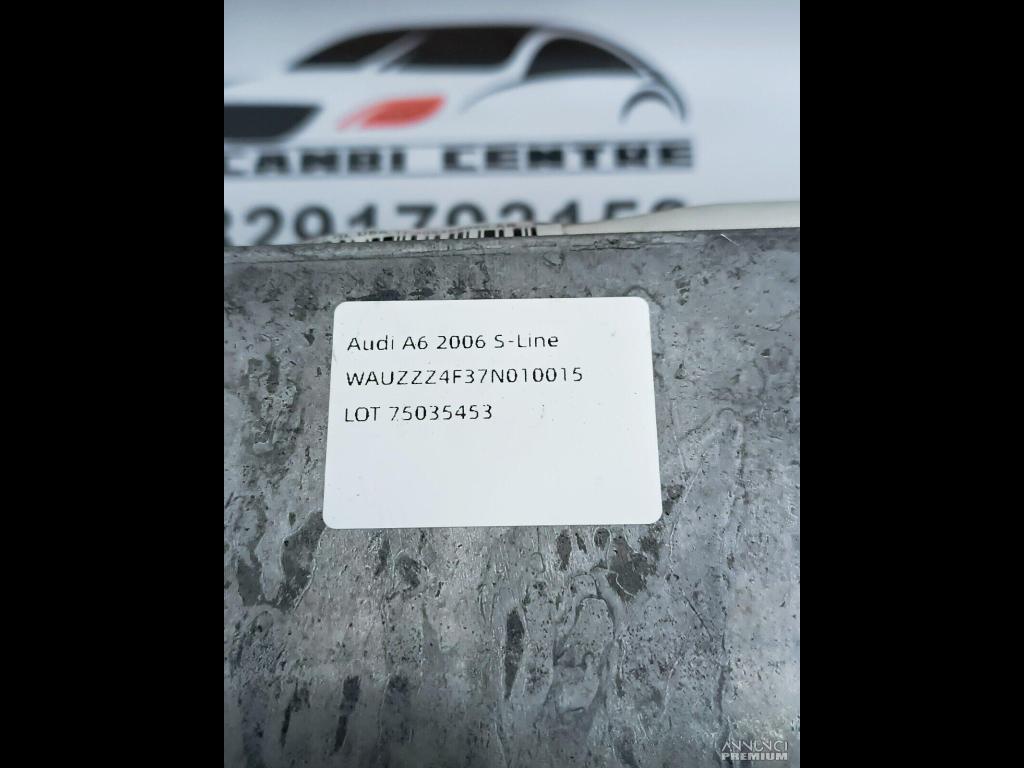 CAMBI CENTRE
Audi A6 2006 S-Line
WAUZZZ4F37N010015
LOT 75035453
ANNUNCI
PREMIUM